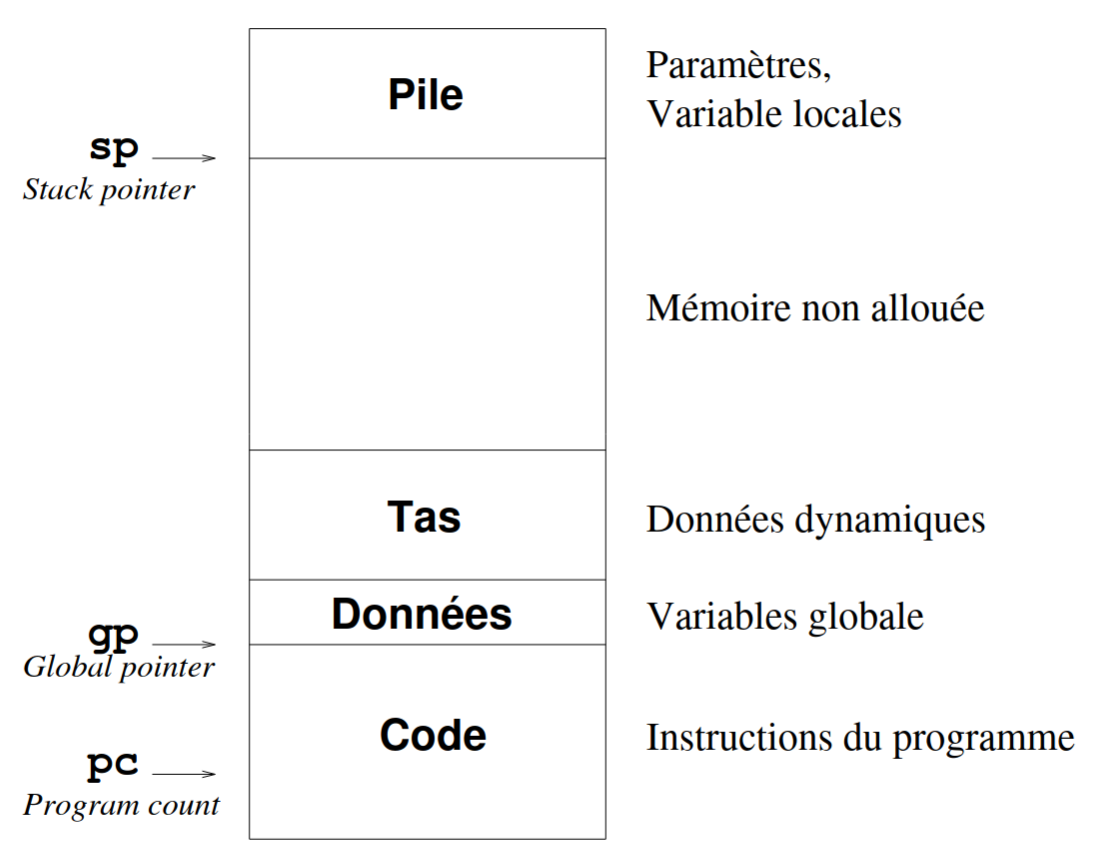 Pile
Paramètres,
Variable locales
sp
Stack pointer
Mémoire non allouée
Tas
Données dynamiques
Données
Variables globale
gp
Global pointer
Code
Instructions du programme
pc
Program count